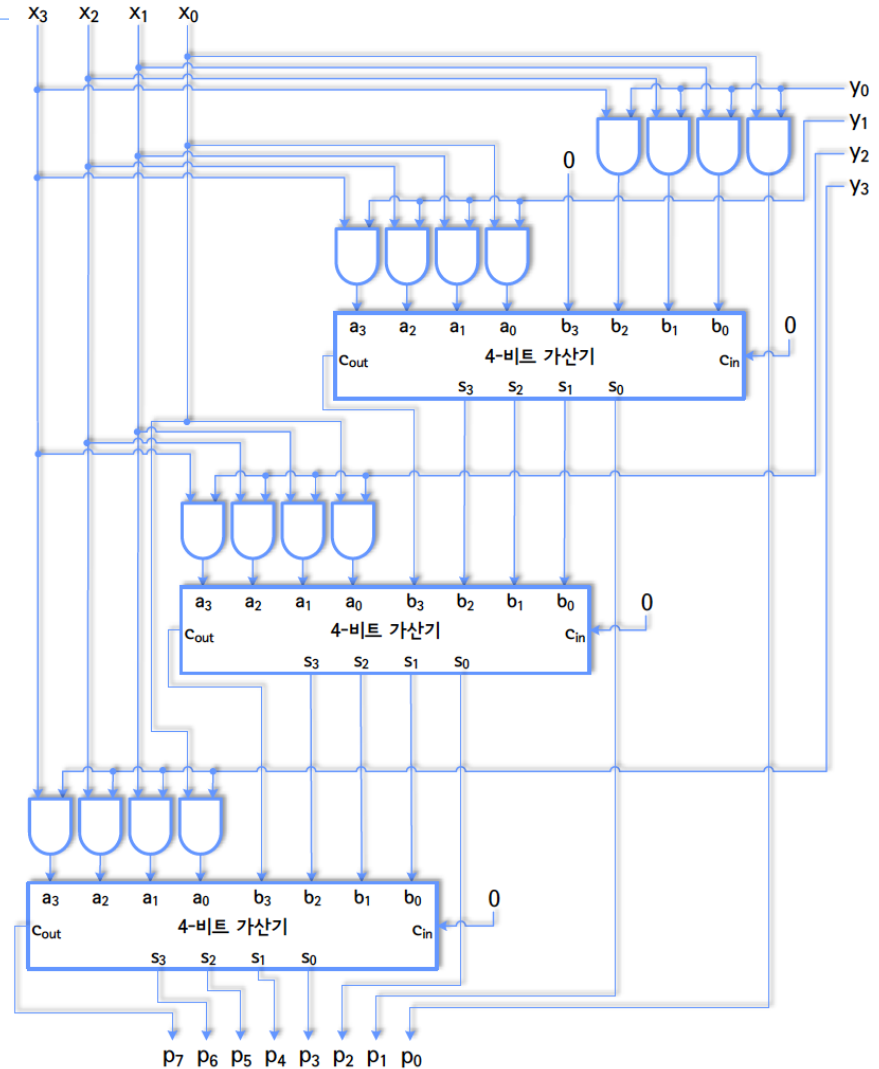 x₃ x₂ x₁ x₀
y₀
y₁
y₂
y₃
0
a₃ a₂ a₁ a₀ b₃ b₂ b₁ b₀
0
4-비트 가산기
cout
cin
s₃ s₂ s₁ s₀
a₃ a₂ a₁ a₀ b₃ b₂ b₁ b₀
0
4-비트 가산기
cout
cin
s₃ s₂ s₁ s₀
a₃ a₂ a₁ a₀ b₃ b₂ b₁ b₀
0
4-비트 가산기
cout
cin
s₃ s₂ s₁ s₀
p₇ p₆ p₅ p₄ p₃ p₂ p₁ p₀